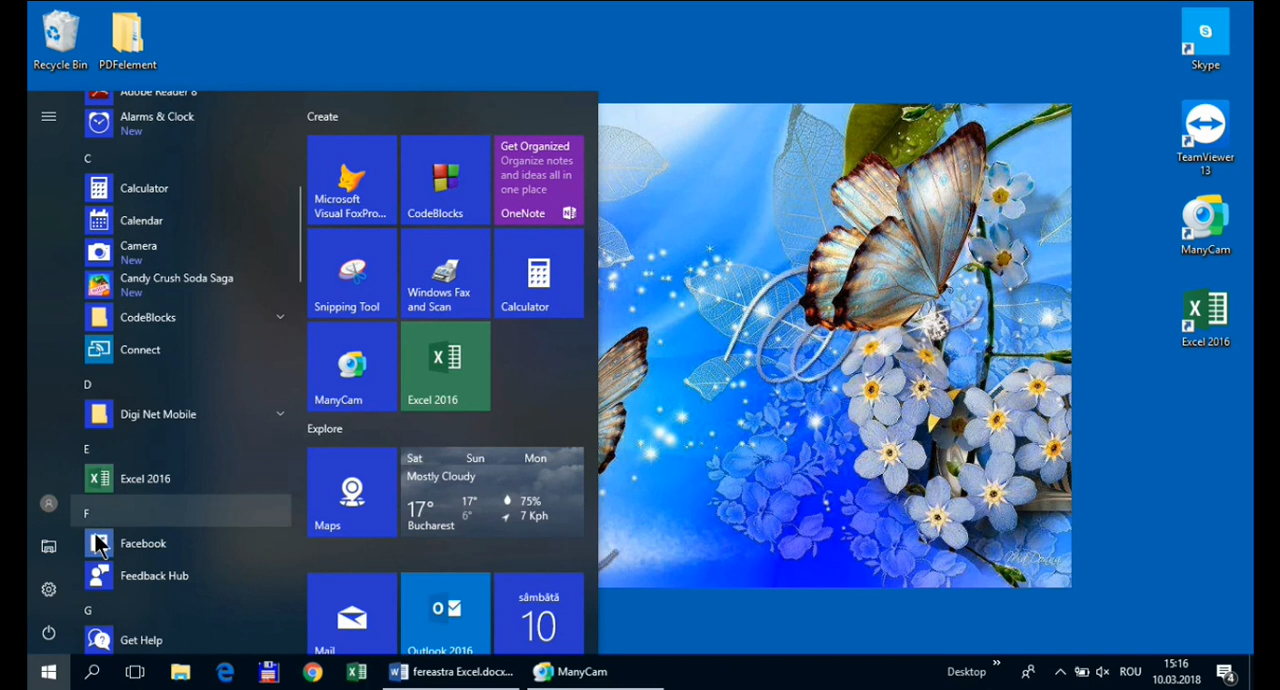 Recycle Bin
PDFelement
Skype
TeamViewer
13
ManyCam
Excel 2016
Adobe Reader 8
Alarms & Clock
New
C
Calculator
Calendar
Camera
New
Candy Crush Soda Saga
New
CodeBlocks
Connect
D
Digi Net Mobile
E
Excel 2016
F
Facebook
Feedback Hub
G
Get Help
Create
Microsoft
Visual FoxPro...
CodeBlocks
Get Organized
Organize notes
and ideas all in
one place
OneNote
Snipping Tool
Windows Fax
and Scan
Calculator
ManyCam
Excel 2016
Explore
Maps
Sat Sun Mon
Mostly Cloudy
17° 17° 75%
6° 7 Kph
Bucharest
Mail
Outlook 2016
sâmbătă
10
MaDonna
fereastra Excel.docx...
ManyCam
Desktop
ROU
15:16
10.03.2018
4